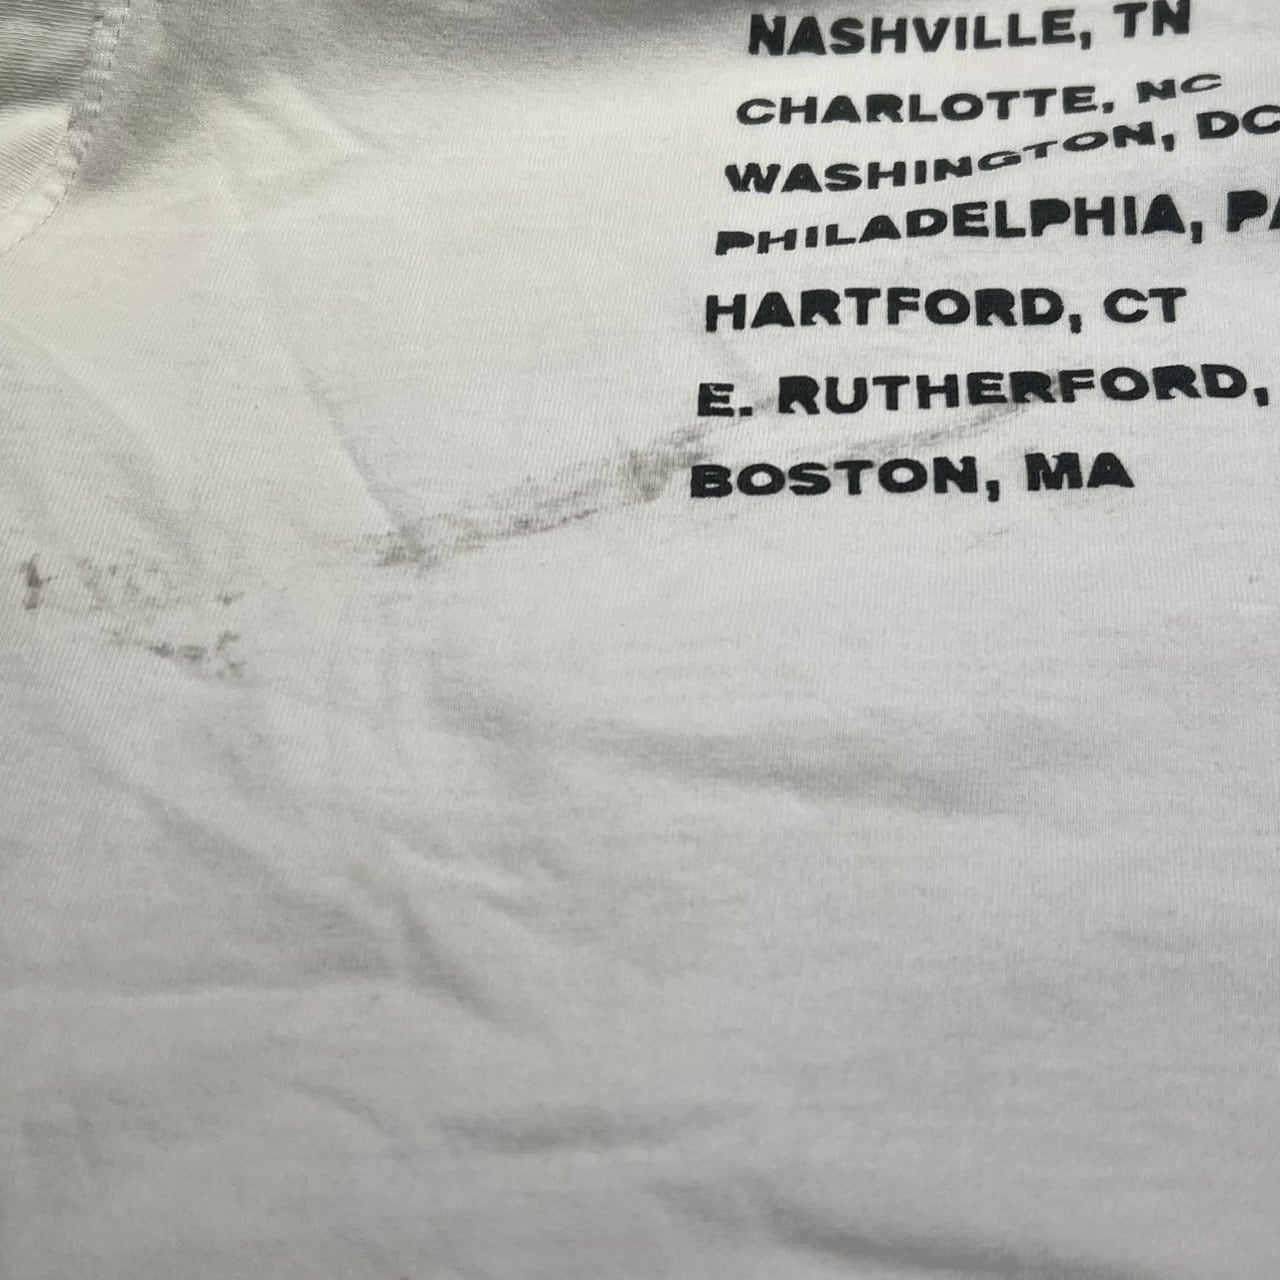 NASHVILLE, TN
CHARLOTTE, NC
WASHINGTON, DC
PHILADELPHIA, PA
HARTFORD, CT
E. RUTHERFORD,
BOSTON, MA